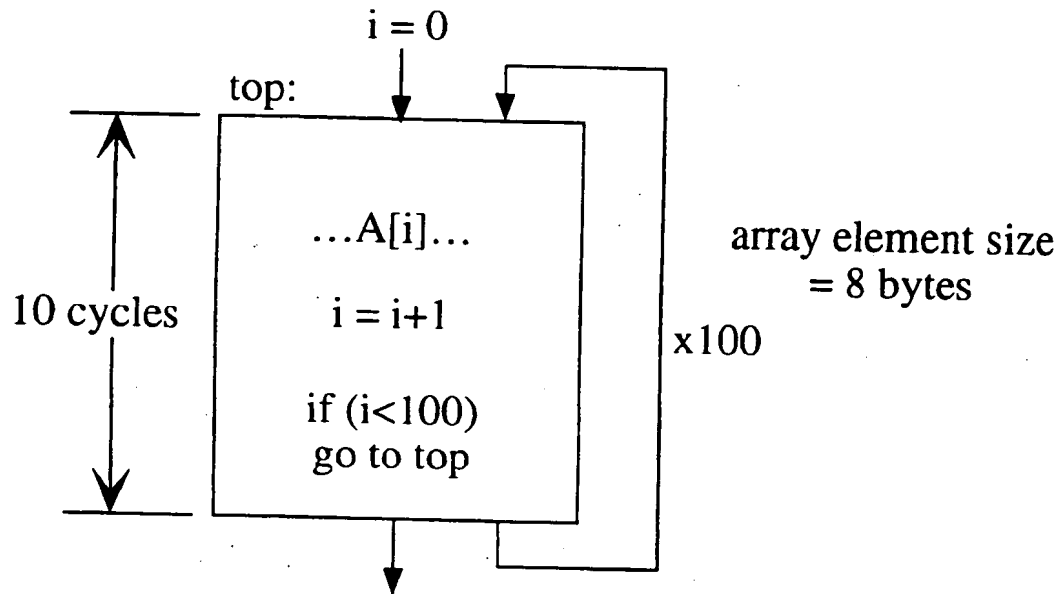 i = 0
top:
...A[i]...
array element size
= 8 bytes
10 cycles
i = i+1
x100
if (i<100)
go to top